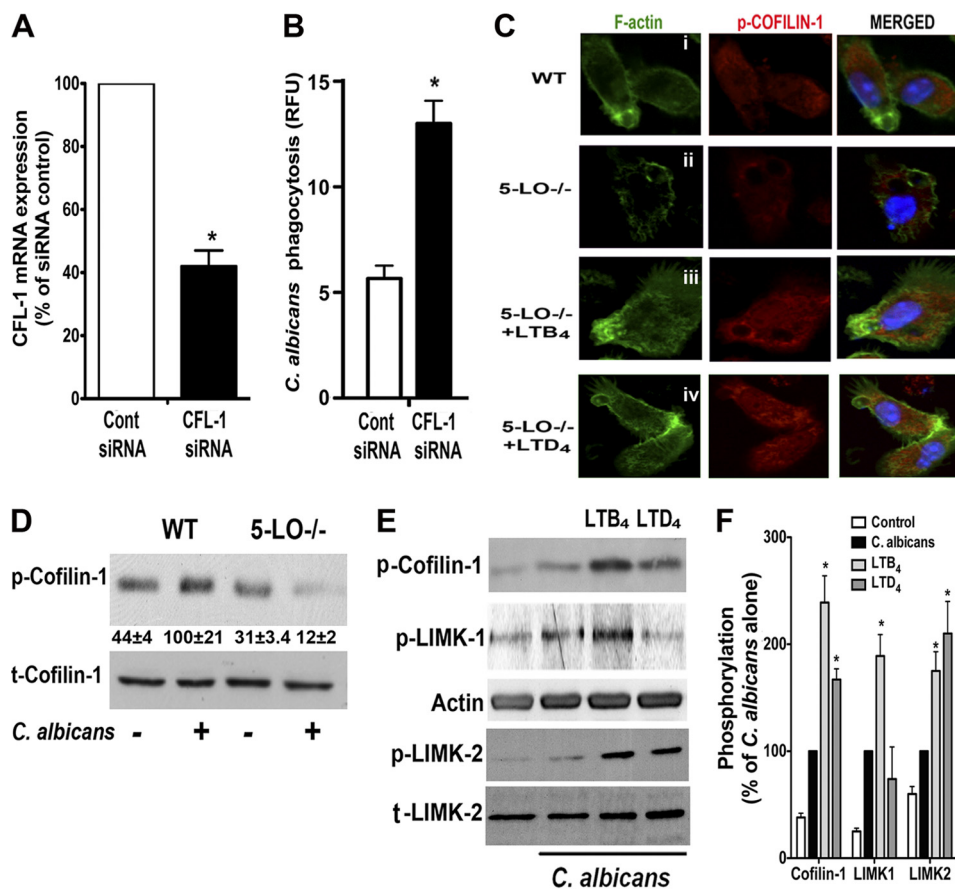 A
CFL-1 mRNA expression
(% of siRNA control)
100
80
60
40
20
0
*
Cont
siRNA
CFL-1
siRNA
B
C. albicans phagocytosis (RFU)
15
10
5
0
*
Cont
siRNA
CFL-1
siRNA
C
F-actin
p-COFILIN-1
MERGED
WT
i
5-LO-/-
ii
5-LO-/-
+LTB₄
iii
5-LO-/-
+LTD₄
iv
D
WT 5-LO-/-
p-Cofilin-1
44±4 100±21 31±3.4 12±2
t-Cofilin-1
C. albicans - + - +
E
LTB₄ LTD₄
p-Cofilin-1
p-LIMK-1
Actin
p-LIMK-2
t-LIMK-2
C. albicans
F
Control
C. albicans
LTB₄
LTD₄
Phosphorylation
(% of C. albicans alone)
300
200
100
0
* * * * *
Cofilin-1 LIMK1 LIMK2